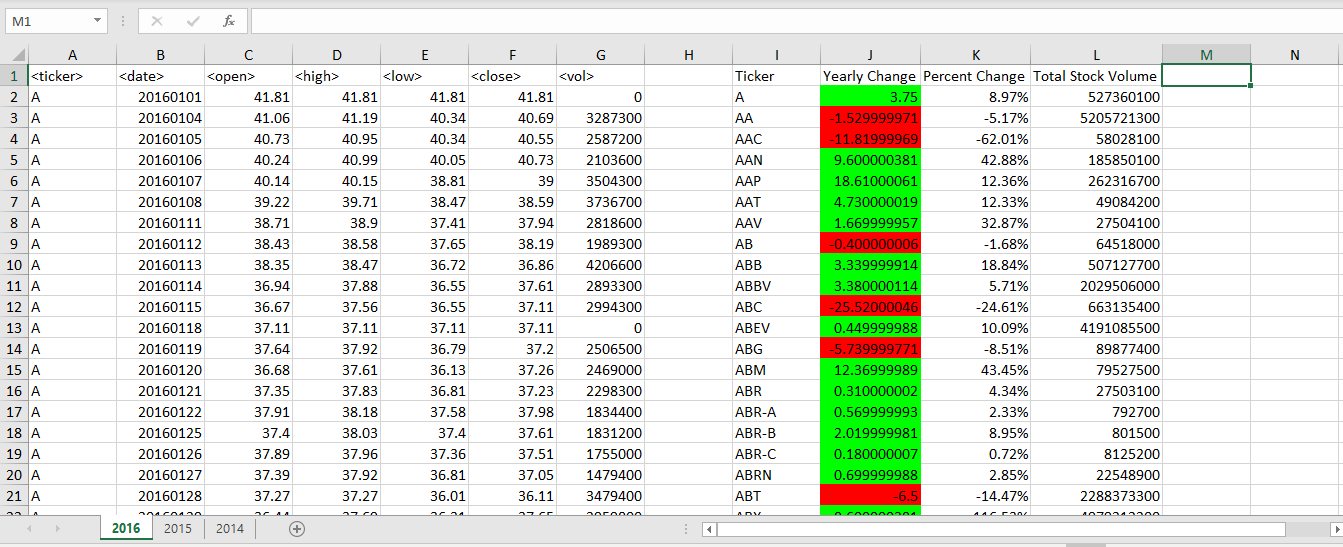 M1 fx
A B C D E F G H I J K L M N
1 <ticker> <date> <open> <high> <low> <close> <vol> Ticker Yearly Change Percent Change Total Stock Volume
2 A 20160101 41.81 41.81 41.81 41.81 0 A 3.75 8.97% 527360100
3 A 20160104 41.06 41.19 40.34 40.69 3287300 AA -1.529999971 -5.17% 5205721300
4 A 20160105 40.73 40.95 40.34 40.55 2587200 AAC -11.81999969 -62.01% 58028100
5 A 20160106 40.24 40.99 40.05 40.73 2103600 AAN 9.600000381 42.88% 185850100
6 A 20160107 40.14 40.15 38.81 39 3504300 AAP 18.61000061 12.36% 262316700
7 A 20160108 39.22 39.71 38.47 38.59 3736700 AAT 4.730000019 12.33% 49084200
8 A 20160111 38.71 38.9 37.41 37.94 2818600 AAV 1.669999957 32.87% 27504100
9 A 20160112 38.43 38.58 37.65 38.19 1989300 AB -0.400000006 -1.68% 64518000
10 A 20160113 38.35 38.47 36.72 36.86 4206600 ABB 3.339999914 18.84% 507127700
11 A 20160114 36.94 37.88 36.55 37.61 2893300 ABBV 3.380000114 5.71% 2029506000
12 A 20160115 36.67 37.56 36.55 37.11 2994300 ABC -25.52000046 -24.61% 663135400
13 A 20160118 37.11 37.11 37.11 37.11 0 ABEV 0.449999988 10.09% 4191085500
14 A 20160119 37.64 37.92 36.79 37.2 2506500 ABG -5.739999771 -8.51% 89877400
15 A 20160120 36.68 37.61 36.13 37.26 2469000 ABM 12.36999989 43.45% 79527500
16 A 20160121 37.35 37.83 36.81 37.23 2298300 ABR 0.310000002 4.34% 27503100
17 A 20160122 37.91 38.18 37.58 37.98 1834400 ABR-A 0.569999993 2.33% 792700
18 A 20160125 37.4 38.03 37.4 37.61 1831200 ABR-B 2.019999981 8.95% 801500
19 A 20160126 37.89 37.96 37.36 37.51 1755000 ABR-C 0.180000007 0.72% 8125200
20 A 20160127 37.39 37.92 36.81 37.05 1479400 ABRN 0.699999988 2.85% 22548900
21 A 20160128 37.27 37.27 36.01 36.11 3479400 ABT -6.5 -14.47% 2288373300
2016 2015 2014